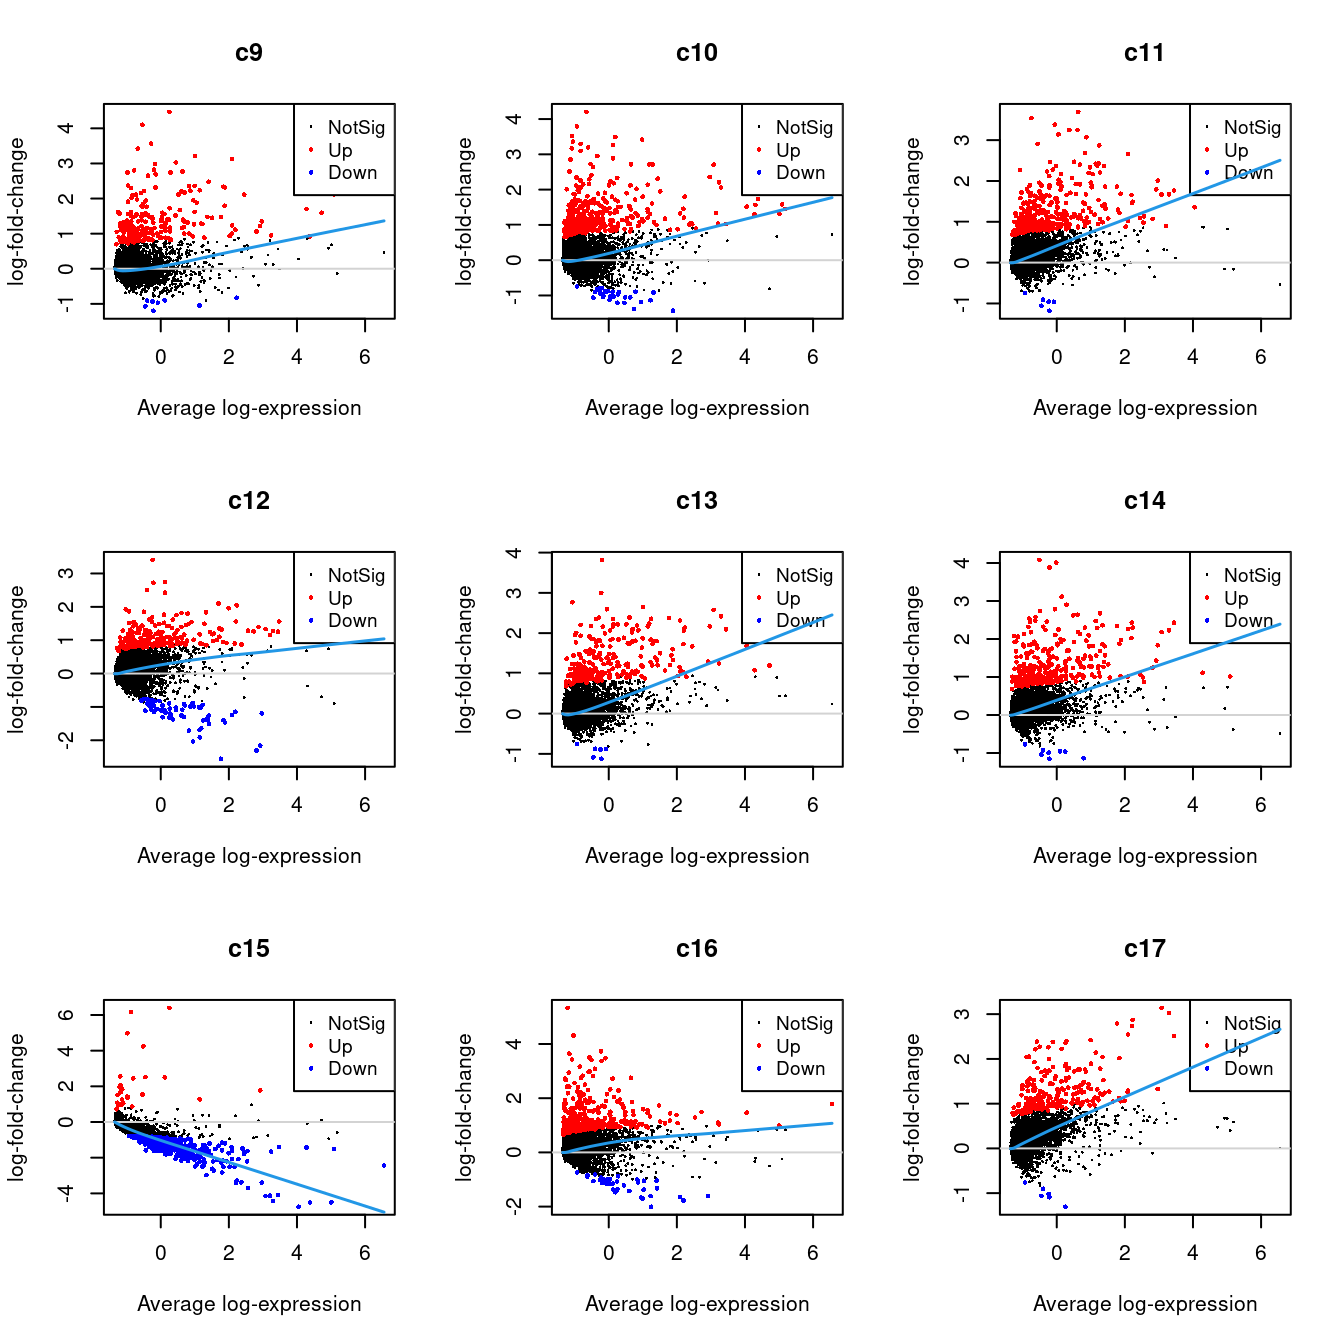 c9
log-fold-change
4
3
2
1
0
-1
NotSig
Up
Down
0 2 4 6
Average log-expression
c10
log-fold-change
4
3
2
1
0
-1
NotSig
Up
Down
0 2 4 6
Average log-expression
c11
log-fold-change
3
2
1
0
-1
NotSig
Up
Down
0 2 4 6
Average log-expression
c12
log-fold-change
3
2
1
0
-2
NotSig
Up
Down
0 2 4 6
Average log-expression
c13
log-fold-change
4
3
2
1
0
-1
NotSig
Up
Down
0 2 4 6
Average log-expression
c14
log-fold-change
4
3
2
1
0
-1
NotSig
Up
Down
0 2 4 6
Average log-expression
c15
log-fold-change
6
4
2
0
-4
NotSig
Up
Down
0 2 4 6
Average log-expression
c16
log-fold-change
4
2
0
-2
NotSig
Up
Down
0 2 4 6
Average log-expression
c17
log-fold-change
3
2
1
0
-1
NotSig
Up
Down
0 2 4 6
Average log-expression